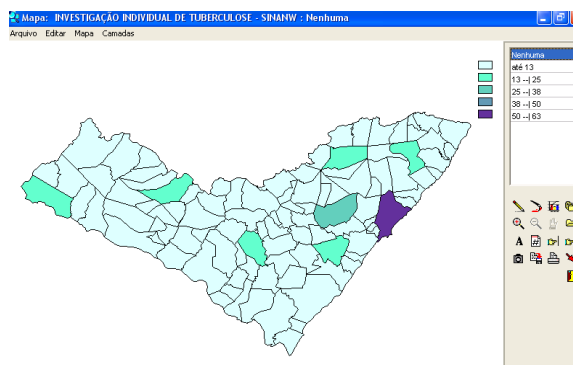 Mapa: INVESTIGAÇÃO INDIVIDUAL DE TUBERCULOSE - SINANW : Nenhuma
Arquivo Editar Mapa Camadas
Nenhuma
até 13
13 --| 25
25 --| 38
38 --| 50
50 --| 63
A #